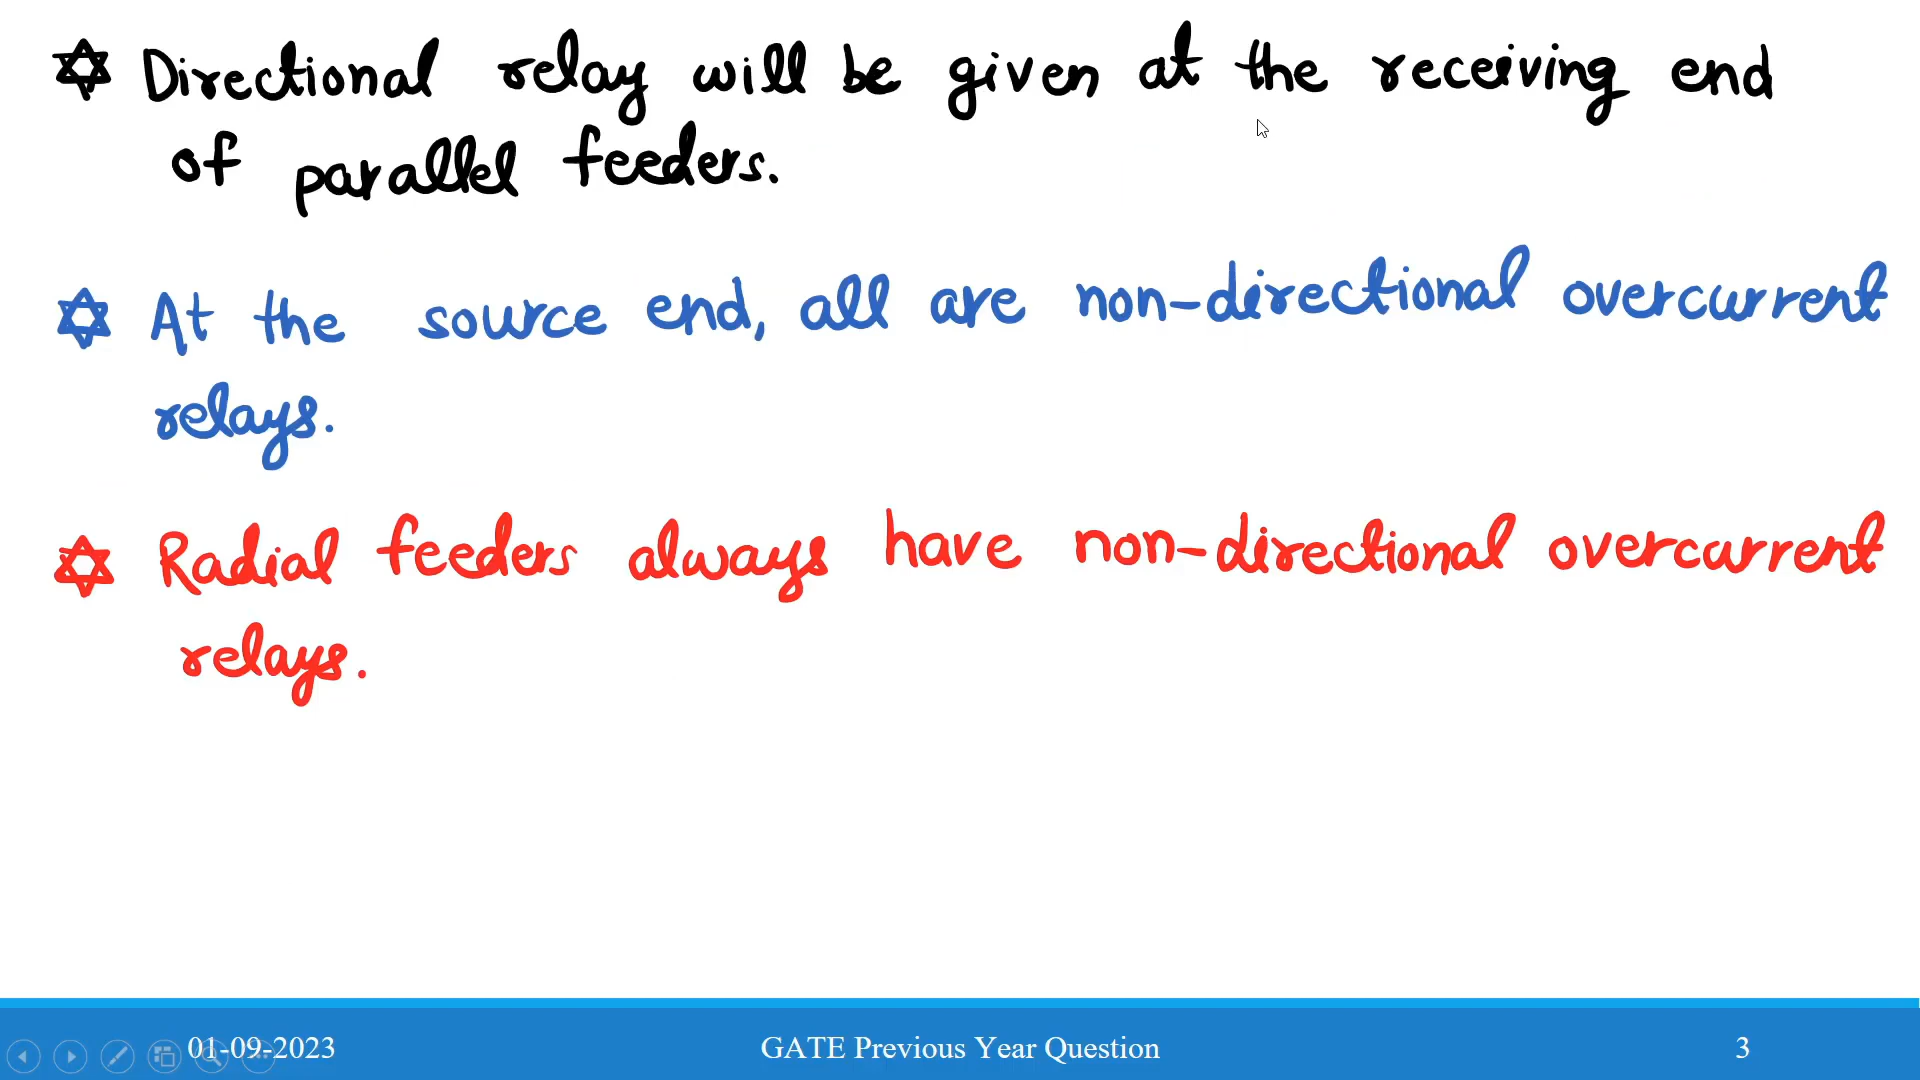 ✡ Directional relay will be given at the receiving end
of parallel feeders.
✡ At the source end, all are non-directional overcurrent
relays.
✡ Radial feeders always have non-directional overcurrent
relays.
01-09-2023 GATE Previous Year Question 3